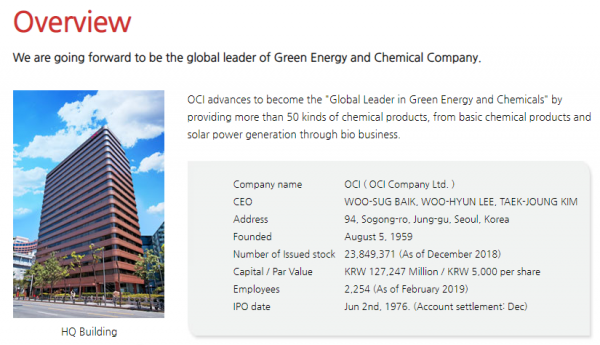 Overview
We are going forward to be the global leader of Green Energy and Chemical Company.
OCI advances to become the "Global Leader in Green Energy and Chemicals" by
providing more than 50 kinds of chemical products, from basic chemical products and
solar power generation through bio business.
Company name OCI ( OCI Company Ltd. )
CEO WOO-SUG BAIK, WOO-HYUN LEE, TAEK-JOUNG KIM
Address 94, Sogong-ro, Jung-gu, Seoul, Korea
Founded August 5, 1959
Number of Issued stock 23,849,371 (As of December 2018)
Capital / Par Value KRW 127,247 Million / KRW 5,000 per share
Employees 2,254 (As of February 2019)
IPO date Jun 2nd, 1976. (Account settlement: Dec)
HQ Building